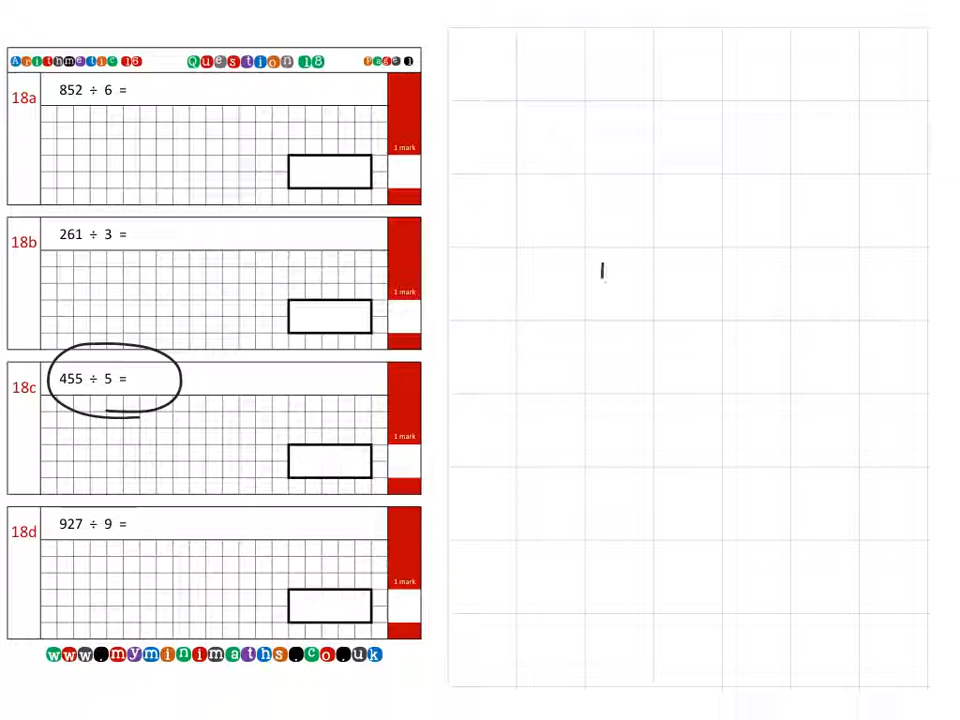 Arithmetic 16 Question 18 Page 1
18a 852 ÷ 6 =
1 mark
18b 261 ÷ 3 =
1 mark
18c 455 ÷ 5 =
1 mark
18d 927 ÷ 9 =
1 mark
www.myminimaths.co.uk